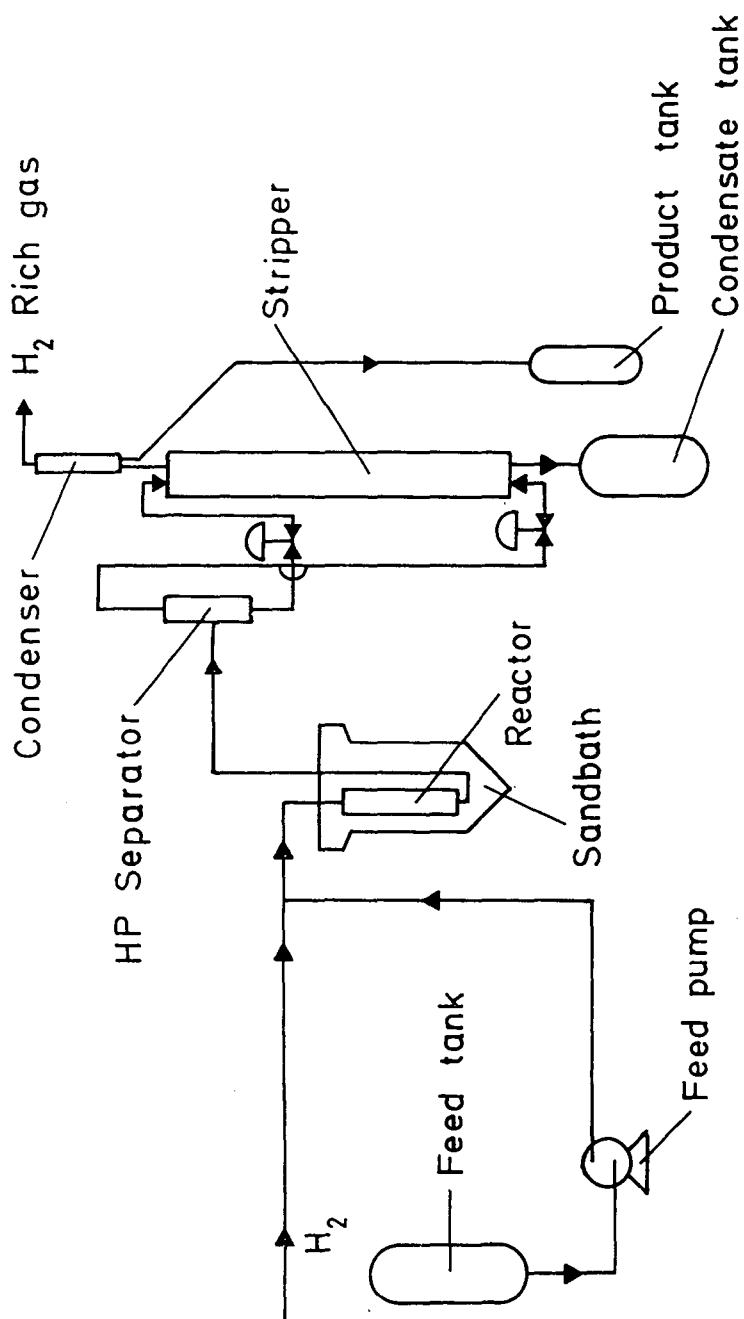 H2 Rich gas
Condenser
HP Separator
Stripper
Reactor
Sandbath
H2
Feed tank
Feed pump
Product tank
Condensate tank